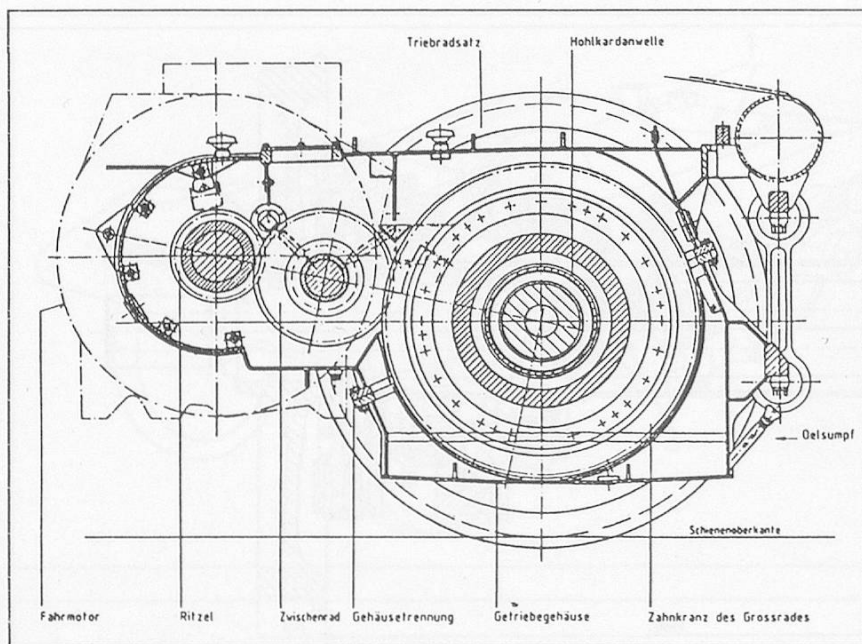 Triebradsatz Hohlkardanwelle
Oelsumpf
Schienenoberkante
Fahrmotor Ritzel Zwischenrad Gehäusetrennung Getriebegehäuse Zahnkranz des Grossrades